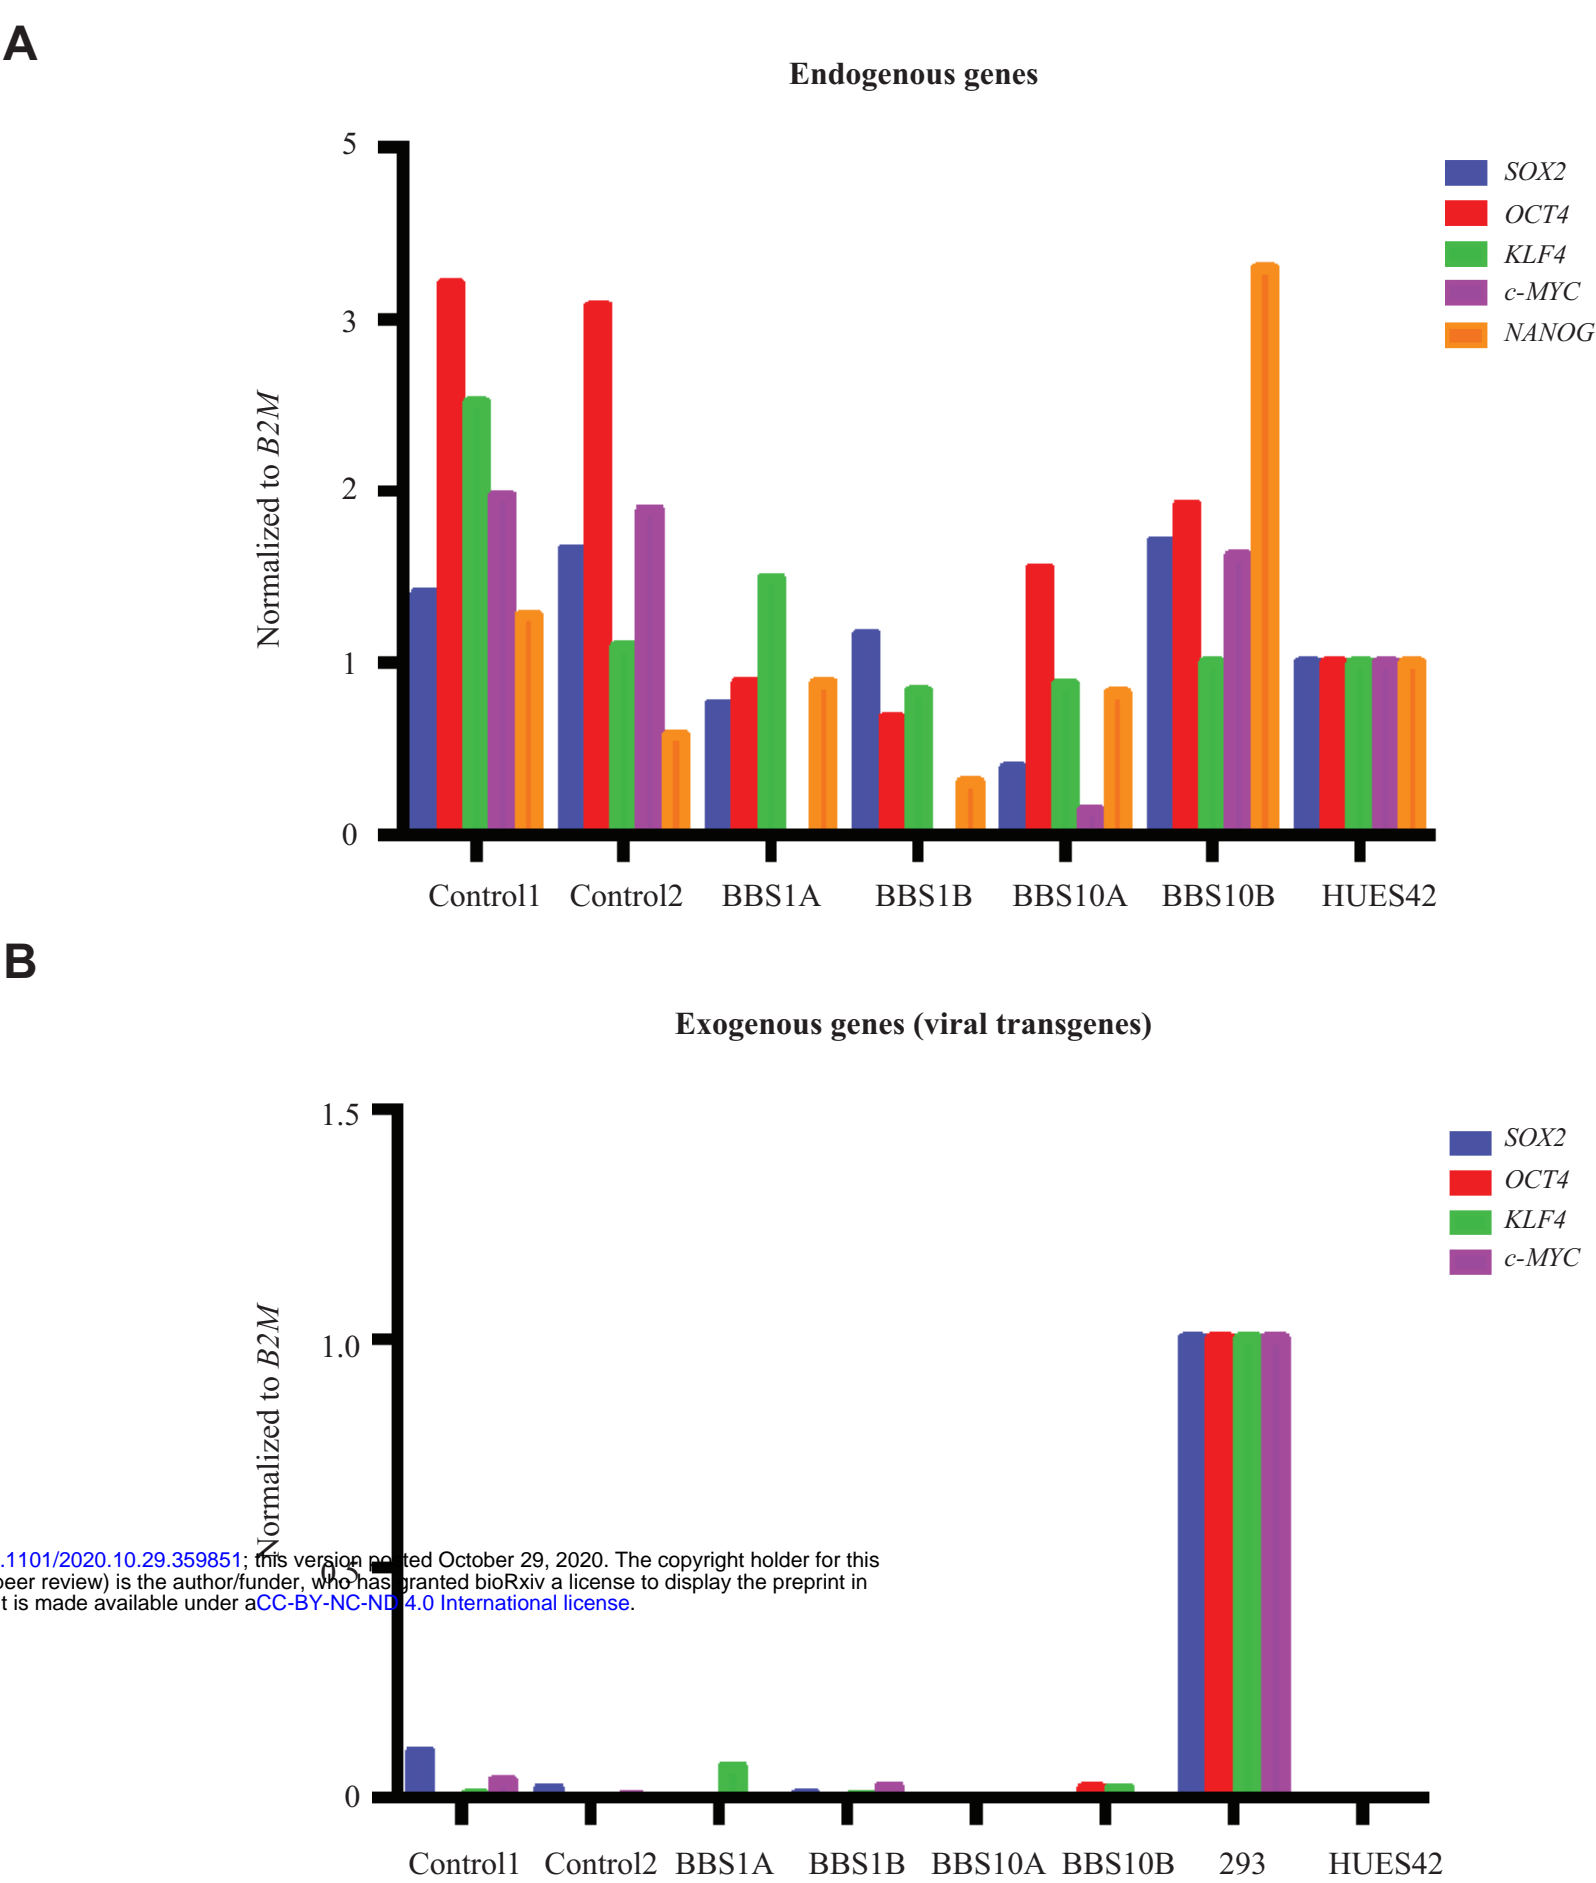 A
Endogenous genes
5
3
2
1
0
Normalized to B2M
SOX2
OCT4
KLF4
c-MYC
NANOG
Control1 Control2 BBS1A BBS1B BBS10A BBS10B HUES42
B
Exogenous genes (viral transgenes)
1.5
1.0
0.5
0
Normalized to B2M
SOX2
OCT4
KLF4
c-MYC
.1101/2020.10.29.359851; this version posted October 29, 2020. The copyright holder for this
peer review) is the author/funder, who has granted bioRxiv a license to display the preprint in
t is made available under aCC-BY-NC-ND 4.0 International license.
Control1 Control2 BBS1A BBS1B BBS10A BBS10B 293 HUES42